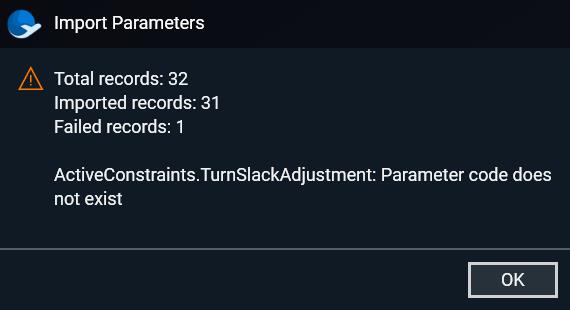 Import Parameters
Total records: 32
Imported records: 31
Failed records: 1
ActiveConstraints.TurnSlackAdjustment: Parameter code does
not exist
OK